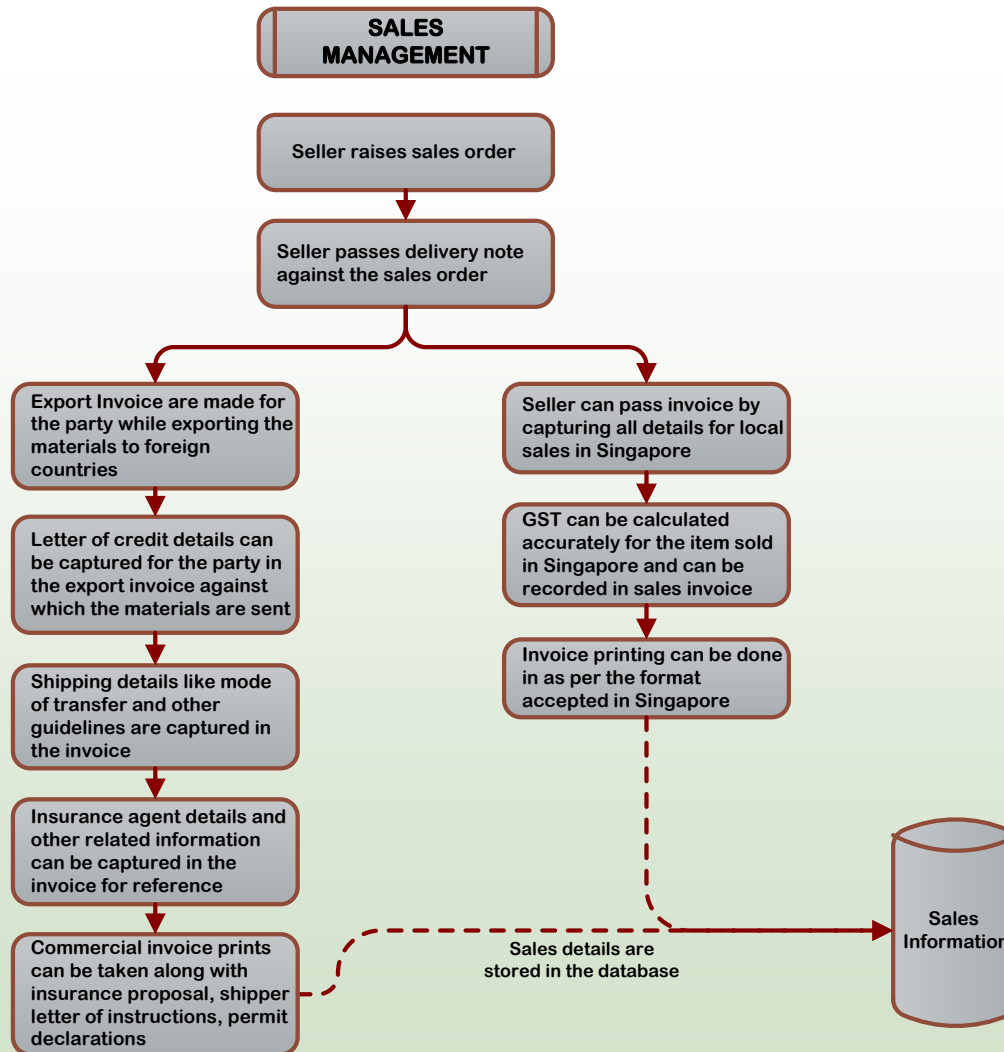 SALES
MANAGEMENT
Seller raises sales order
Seller passes delivery note
against the sales order
Export Invoice are made for
the party while exporting the
materials to foreign
countries
Letter of credit details can
be captured for the party in
the export invoice against
which the materials are sent
Shipping details like mode
of transfer and other
guidelines are captured in
the invoice
Insurance agent details and
other related information
can be captured in the
invoice for reference
Commercial invoice prints
can be taken along with
insurance proposal, shipper
letter of instructions, permit
declarations
Seller can pass invoice by
capturing all details for local
sales in Singapore
GST can be calculated
accurately for the item sold
in Singapore and can be
recorded in sales invoice
Invoice printing can be done
in as per the format
accepted in Singapore
Sales details are
stored in the database
Sales
Information